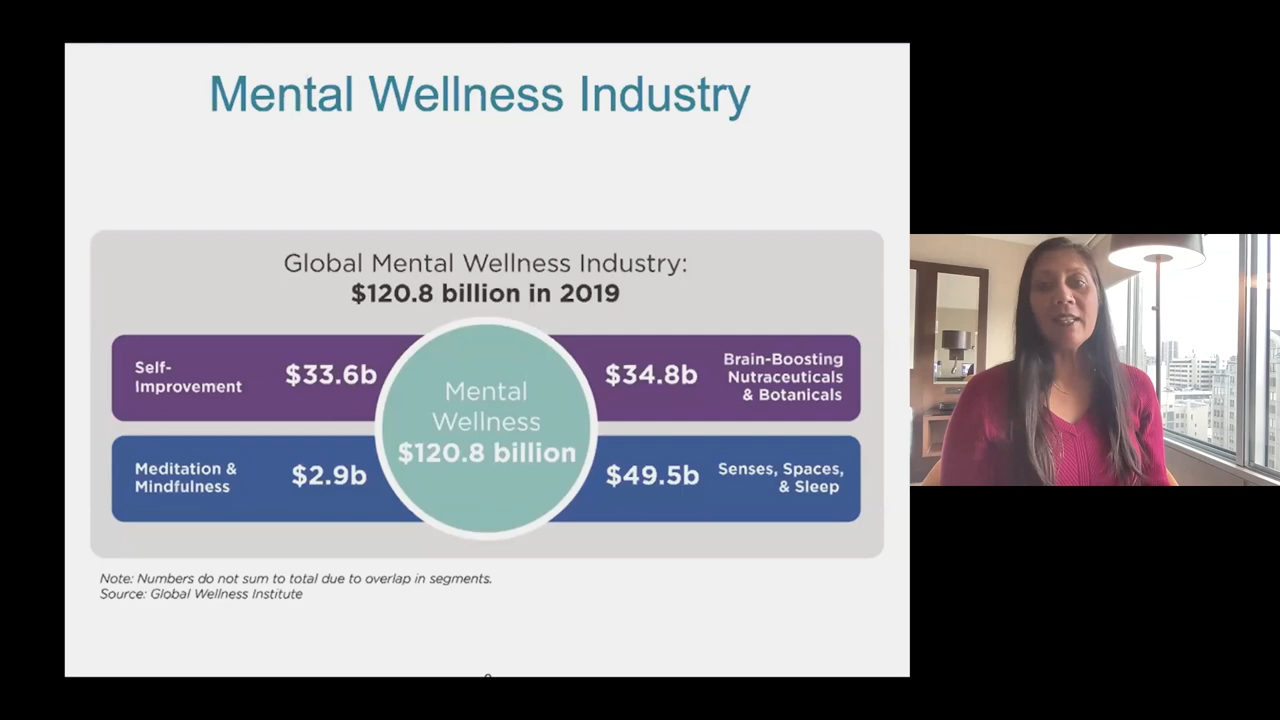 Mental Wellness Industry
Global Mental Wellness Industry:
$120.8 billion in 2019
Self-
Improvement
$33.6b
Mental
Wellness
$120.8 billion
$34.8b
Brain-Boosting
Nutraceuticals
& Botanicals
Meditation &
Mindfulness
$2.9b
$49.5b
Senses, Spaces,
& Sleep
Note: Numbers do not sum to total due to overlap in segments.
Source: Global Wellness Institute